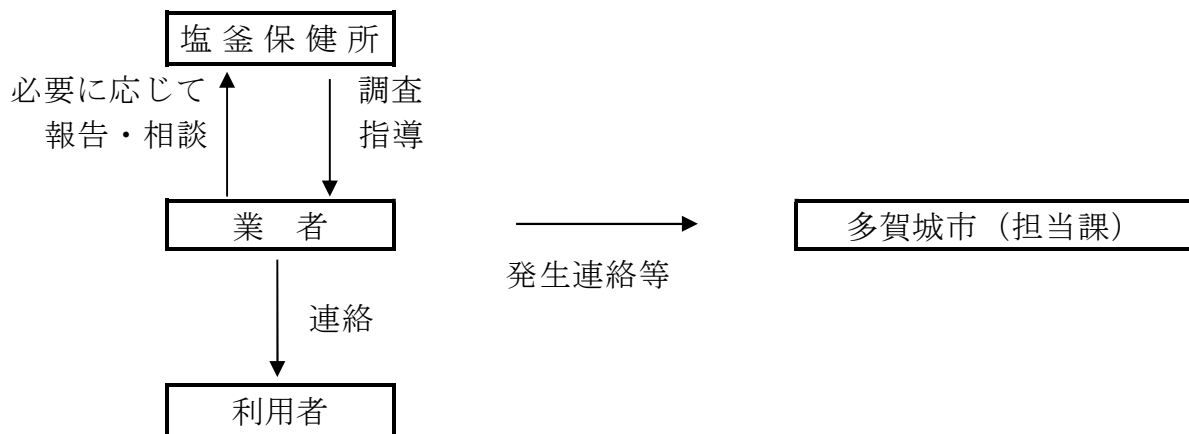 塩釜保健所
必要に応じて
報告・相談
調査
指導
業　者
発生連絡等
多賀城市（担当課）
連絡
利用者